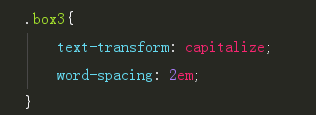 .box3{
    text-transform: capitalize;
    word-spacing: 2em;
}